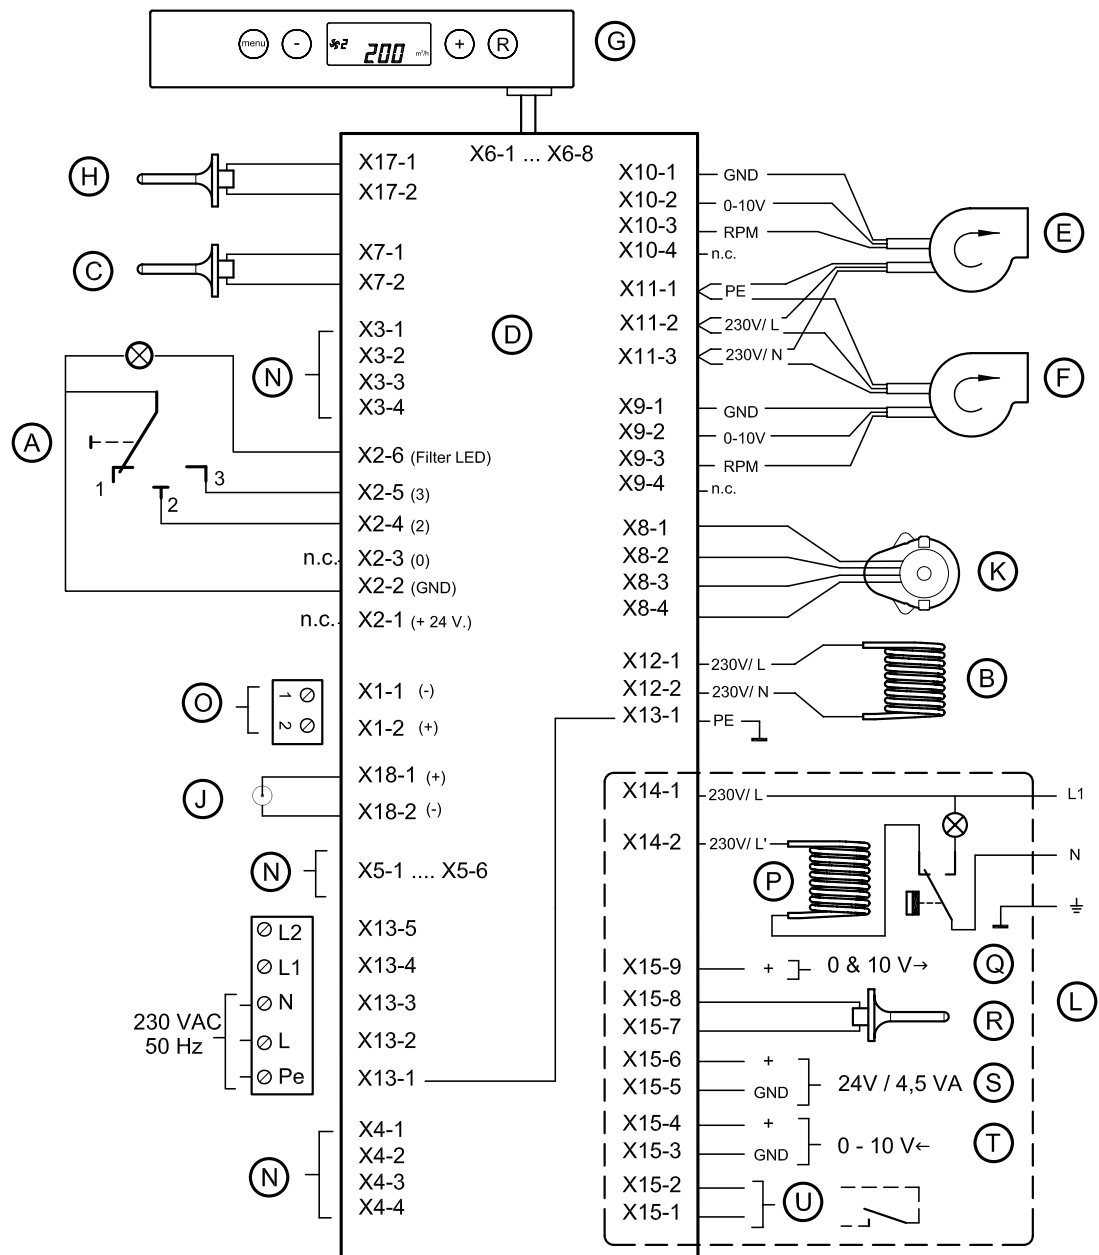 menu - 2 200 m³/h + R G
X6-1 ... X6-8
H X17-1
X17-2
C X7-1
X7-2
N X3-1
X3-2
X3-3
X3-4
A
1 2 3
X2-6 (Filter LED)
X2-5 (3)
X2-4 (2)
n.c. X2-3 (0)
X2-2 (GND)
n.c. X2-1 (+ 24 V.)
O 1 X1-1 (-)
2 X1-2 (+)
J X18-1 (+)
X18-2 (-)
N X5-1 .... X5-6
L2 X13-5
L1 X13-4
N X13-3
230 VAC
50 Hz
L X13-2
Pe X13-1
N X4-1
X4-2
X4-3
X4-4
D
X10-1 GND
X10-2 0-10V
X10-3 RPM
X10-4 n.c.
E
X11-1 PE
X11-2 230V/ L
X11-3 230V/ N
F
X9-1 GND
X9-2 0-10V
X9-3 RPM
X9-4 n.c.
X8-1
X8-2
X8-3
X8-4
K
X12-1 230V/ L
X12-2 230V/ N
B
X13-1 PE
X14-1 230V/ L L1
X14-2 230V/ L' N
P
X15-9 + 0 & 10 V→ Q
X15-8
X15-7
R
L
X15-6 +
X15-5 GND
24V / 4,5 VA S
X15-4 +
X15-3 GND
0 - 10 V← T
X15-2
X15-1
U